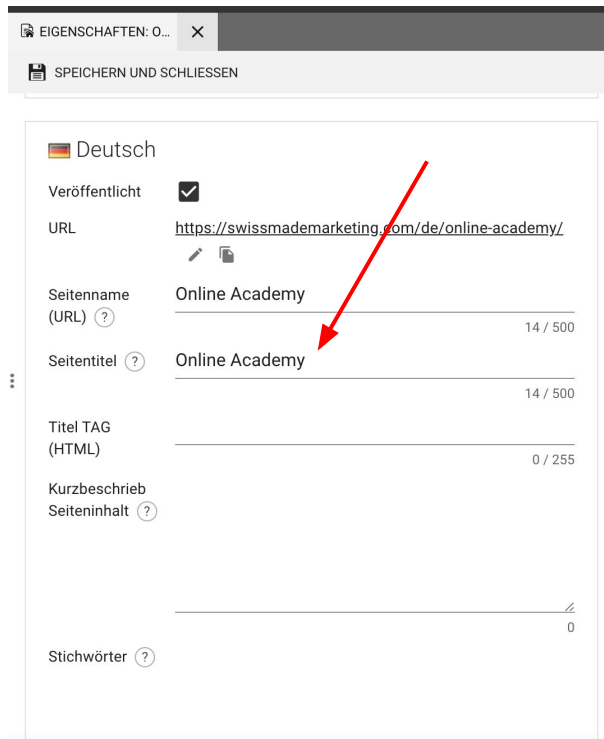 EIGENSCHAFTEN: O...
SPEICHERN UND SCHLIESSEN
Deutsch
Veröffentlicht
URL https://swissmademarketing.com/de/online-academy/
Seitenname Online Academy
(URL) ?
14 / 500
Seitentitel ? Online Academy
14 / 500
Titel TAG
(HTML)
0 / 255
Kurzbeschrieb
Seiteninhalt ?
0
Stichwörter ?